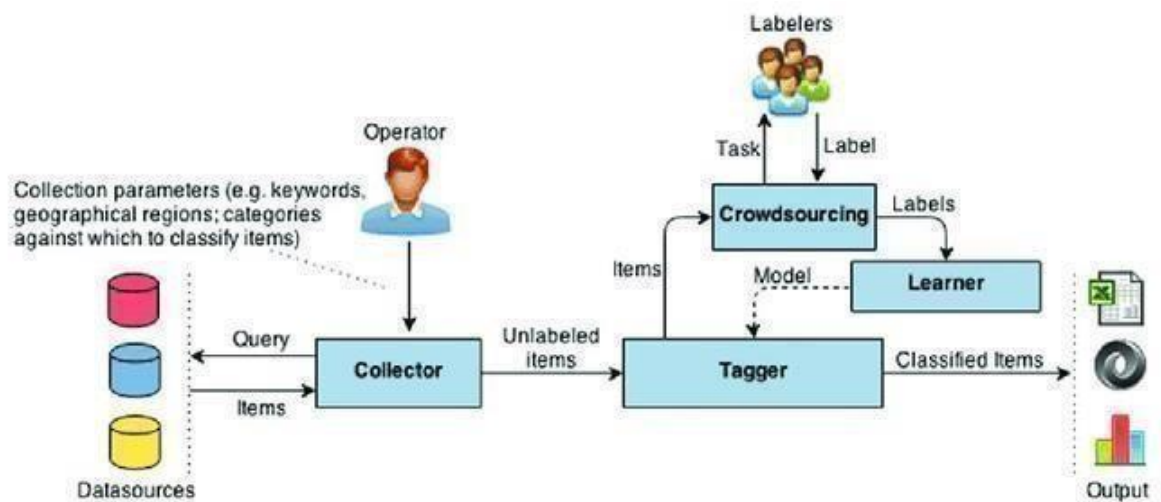 Labelers
Operator
Task
Label
Collection parameters (e.g. keywords,
geographical regions; categories
against which to classify items)
Crowdsourcing
Labels
Items
Model
Learner
Query
Unlabeled
items
Collector
Tagger
Classified Items
Items
Datasources
Output